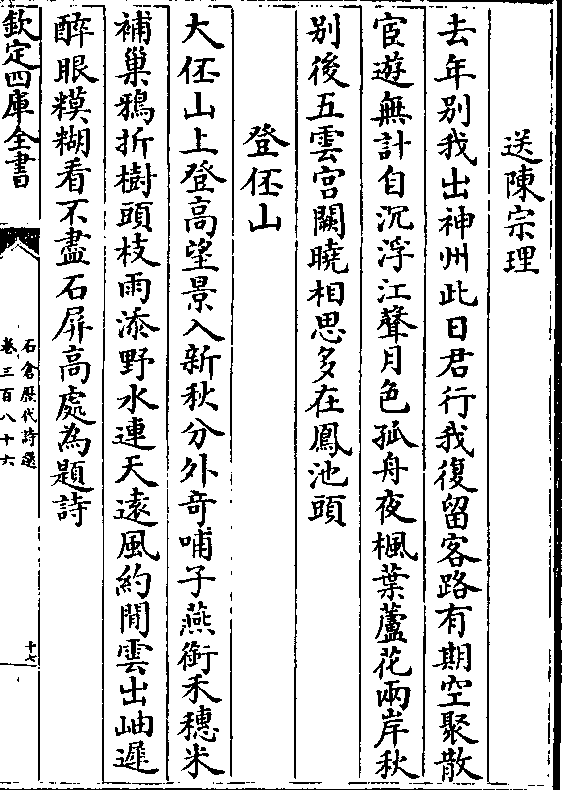 送陳宗理
去年別我出神州此日君行我復留客路有期空聚散
宦遊無計自沉浮江聲月色孤舟夜楓葉蘆花兩岸秋
别後五雲宫闕曉相思多在鳳池頭
登伾山
大伾山上登高望景入新秋分外竒哺子燕銜禾穗米
補巢鴉折樹頭枝雨添野水連天遠風約閒雲出岫遲
醉眼糢糊看不盡石屏高處為題詩
欽定四庫全書
石倉歴代詩選
卷三百八十六
十七